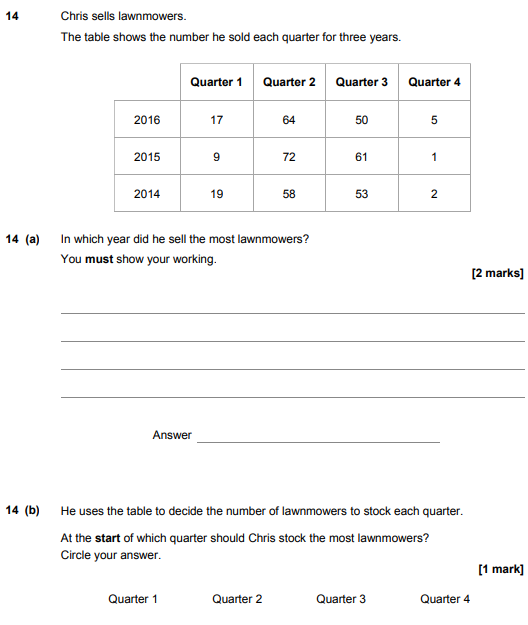 14 Chris sells lawnmowers.
The table shows the number he sold each quarter for three years.
Quarter 1 Quarter 2 Quarter 3 Quarter 4
2016 17 64 50 5
2015 9 72 61 1
2014 19 58 53 2
14 (a) In which year did he sell the most lawnmowers?
You must show your working.
[2 marks]
Answer
14 (b) He uses the table to decide the number of lawnmowers to stock each quarter.
At the start of which quarter should Chris stock the most lawnmowers?
Circle your answer.
[1 mark]
Quarter 1 Quarter 2 Quarter 3 Quarter 4